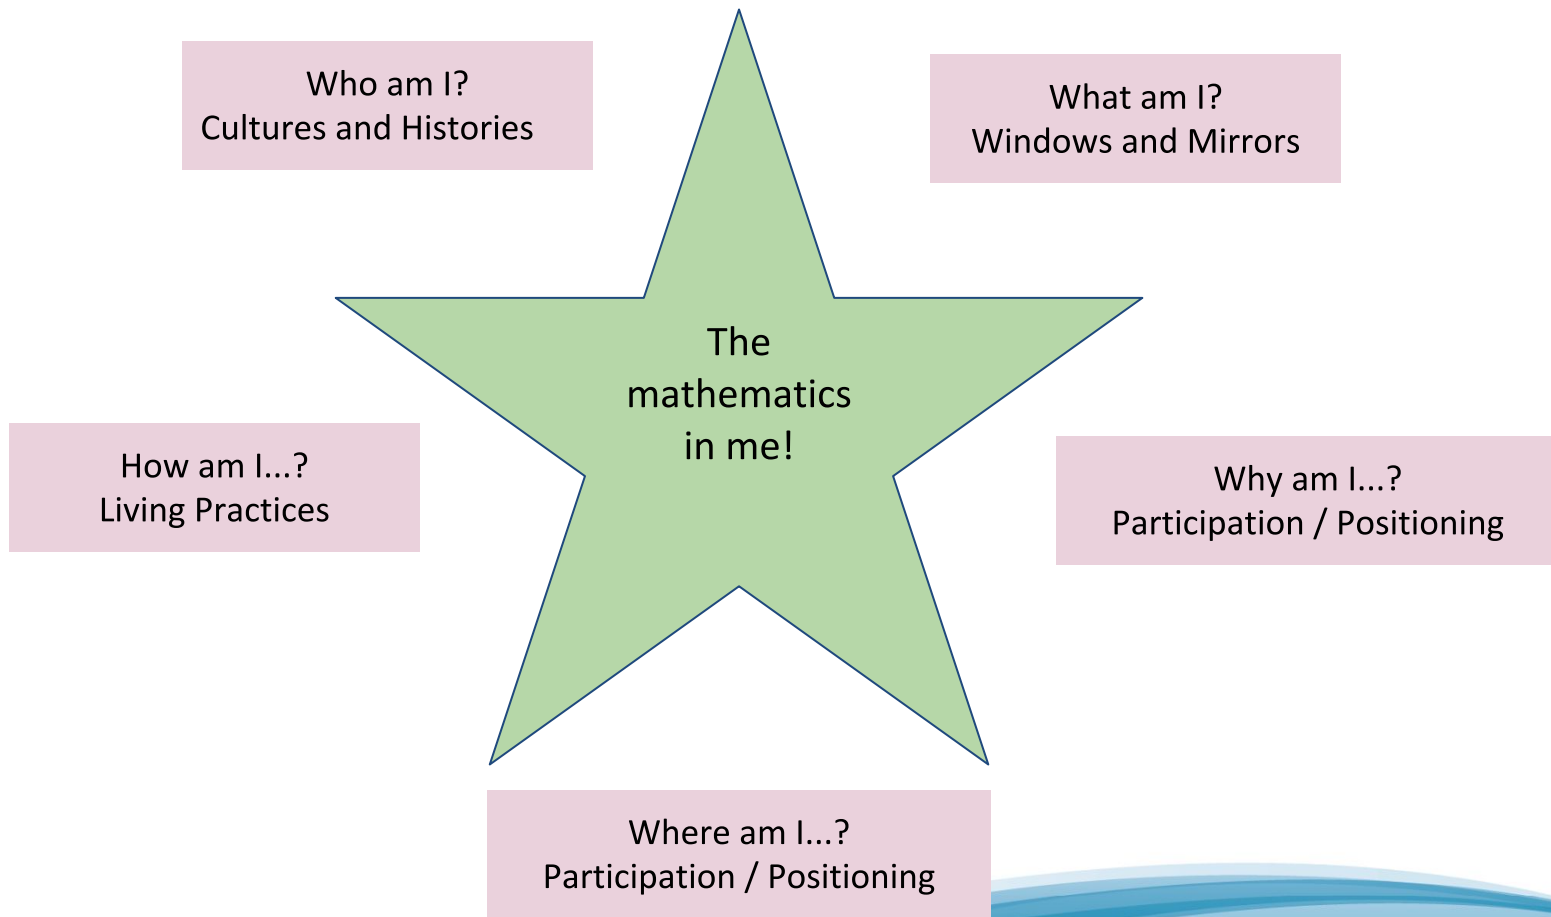 Who am I?
Cultures and Histories
What am I?
Windows and Mirrors
The
mathematics
in me!
How am I...?
Living Practices
Why am I...?
Participation / Positioning
Where am I...?
Participation / Positioning